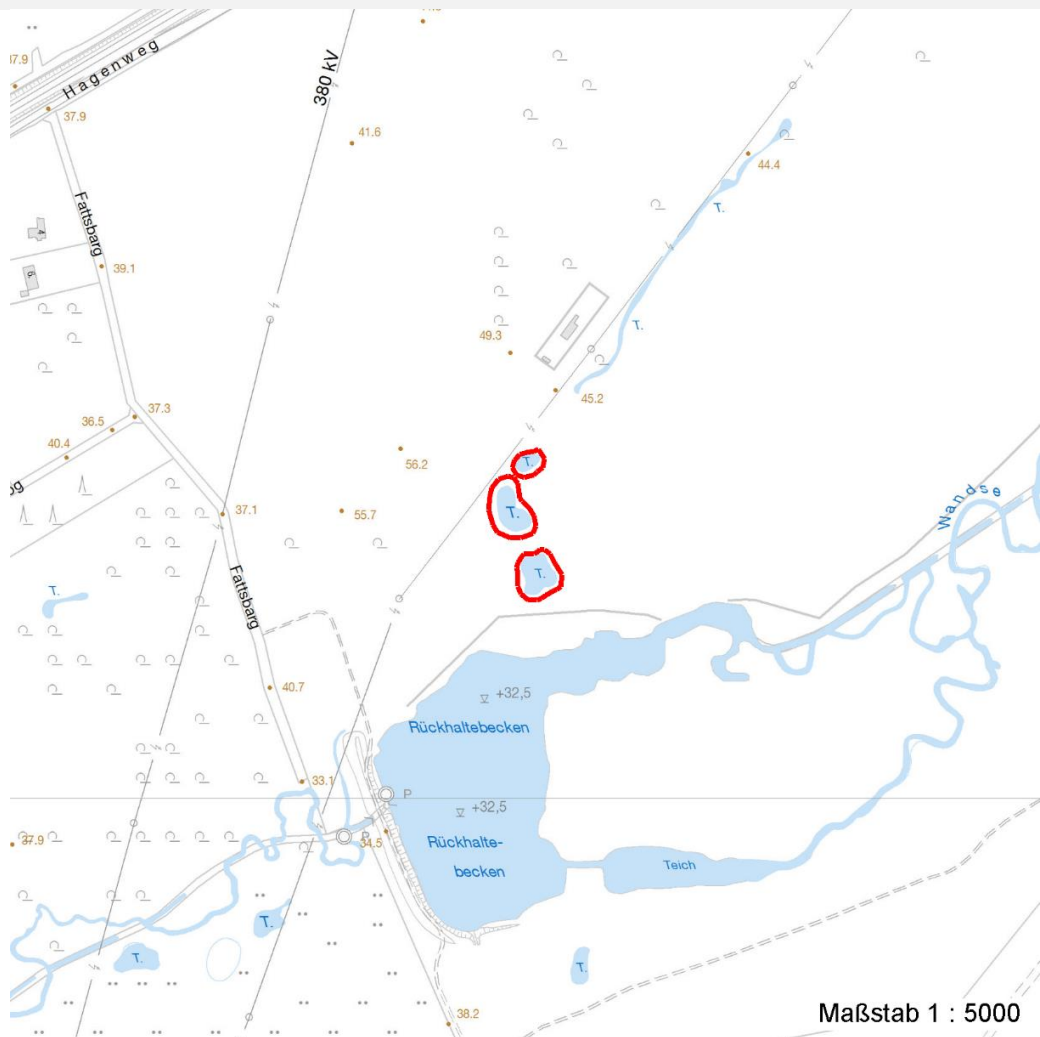 Hagenweg
380 kV
37.9
41.6
44.4
T.
Fattsbarg
4
39.1
T.
49.3
45.2
37.3
36.5
40.4
56.2
T.
37.1
55.7
T.
Wandse
T.
T.
Fattsbarg
40.7
+32,5
Rückhaltebecken
33.1
P
+32,5
37.9
34.5
Rückhalte-
becken
Teich
T.
T.
T.
38.2
Maßstab 1 : 5000